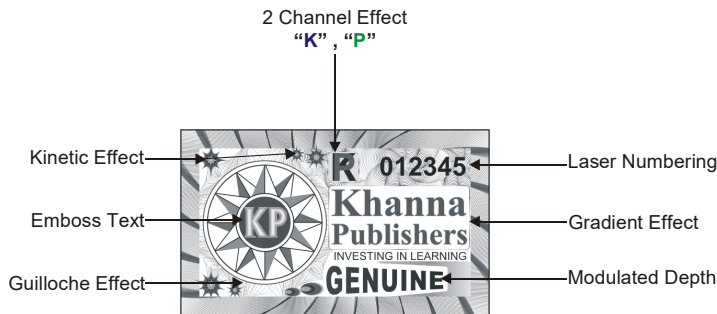 2 Channel Effect
“K” , “P”
Kinetic Effect
K 012345
Laser Numbering
Emboss Text
KP
Khanna
Publishers
Gradient Effect
INVESTING IN LEARNING
Guilloche Effect
GENUINE
Modulated Depth